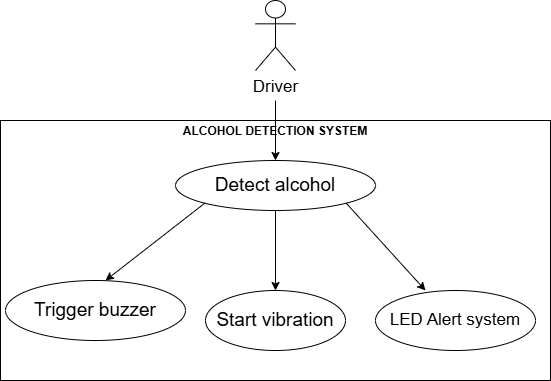 Driver
ALCOHOL DETECTION SYSTEM
Detect alcohol
Trigger buzzer
Start vibration
LED Alert system